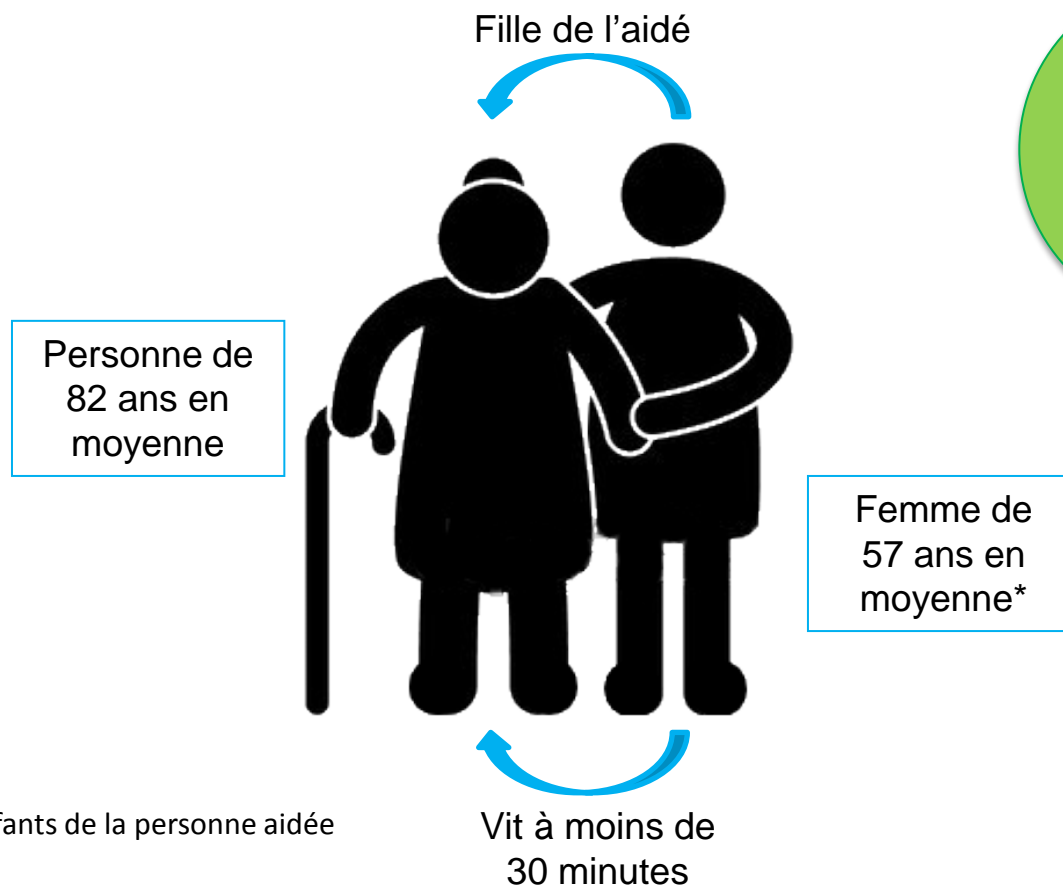 Fille de l'aidé
Personne de
82 ans en
moyenne
Femme de
57 ans en
moyenne*
fants de la personne aidée
Vit à moins de
30 minutes